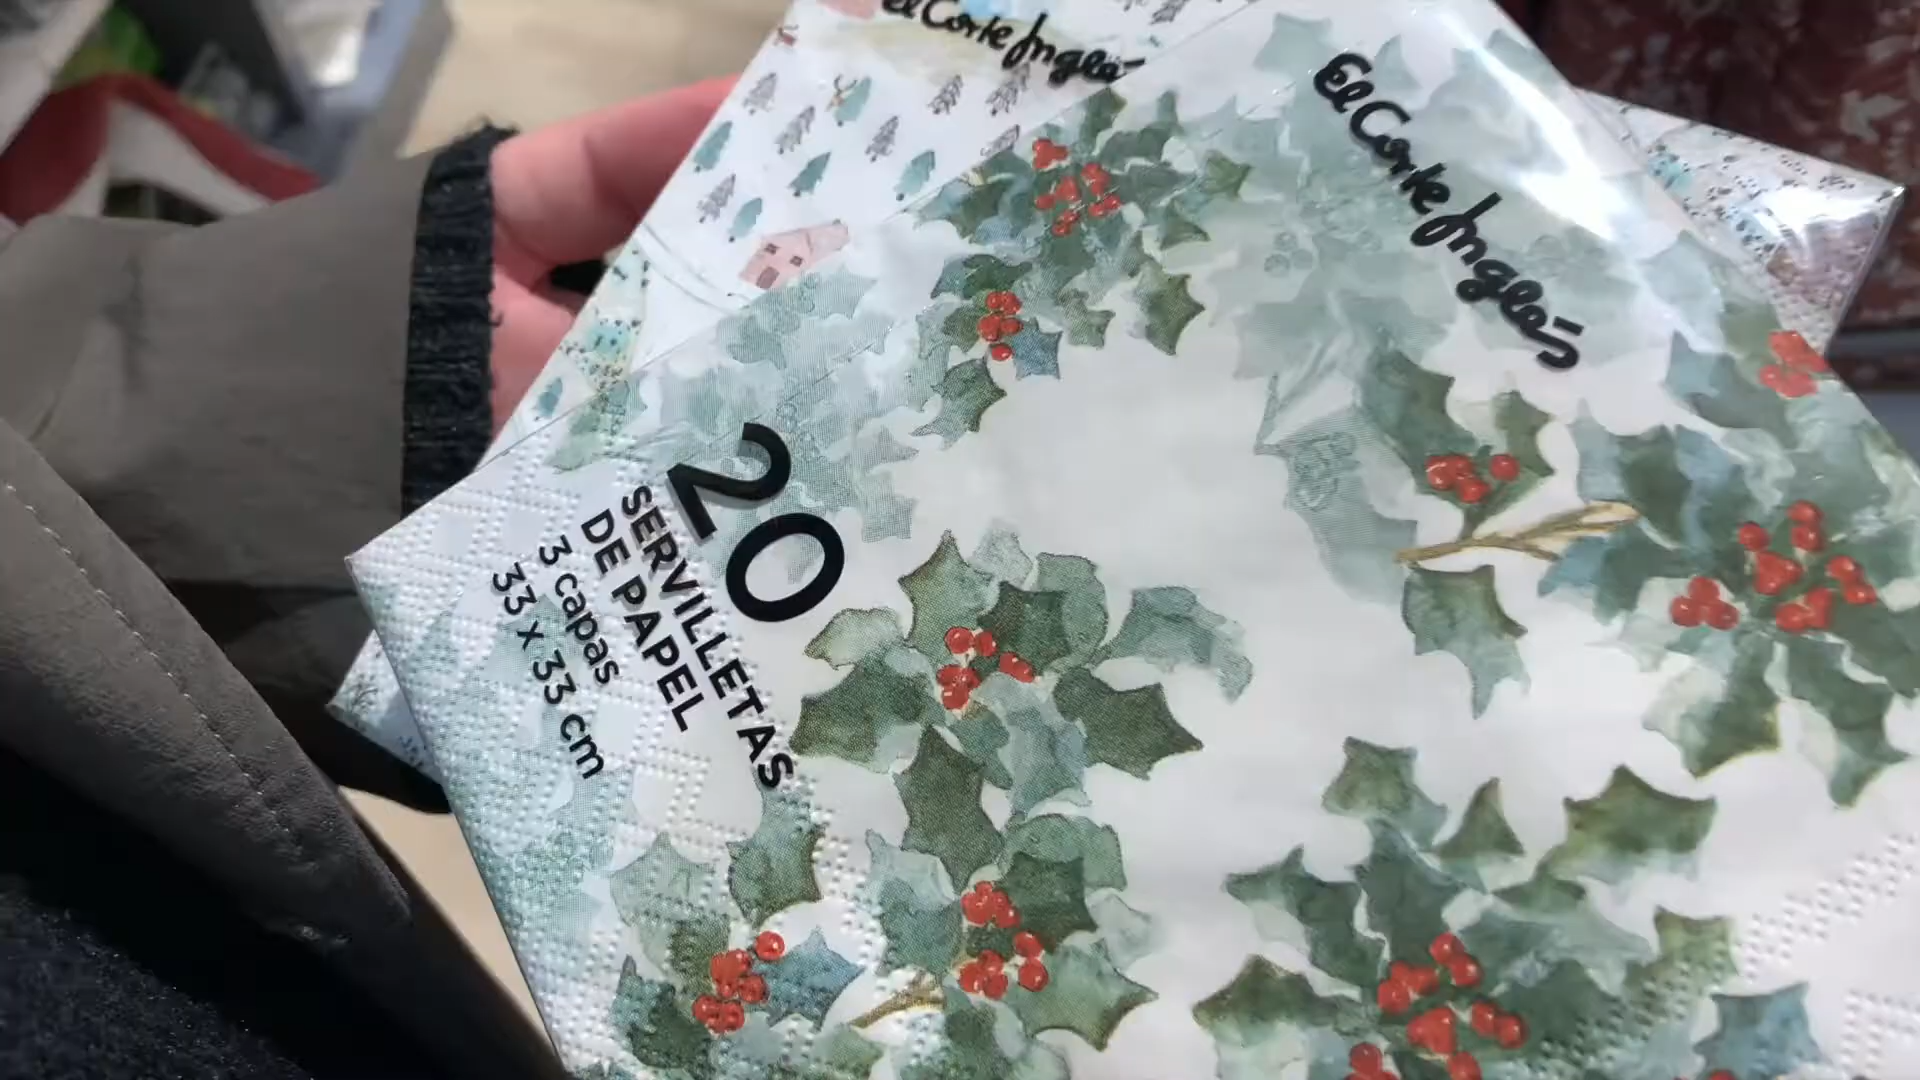 El Corte Inglés
El Corte Inglés
20
SERVILLETAS
DE PAPEL
3 capas
33 x 33 cm